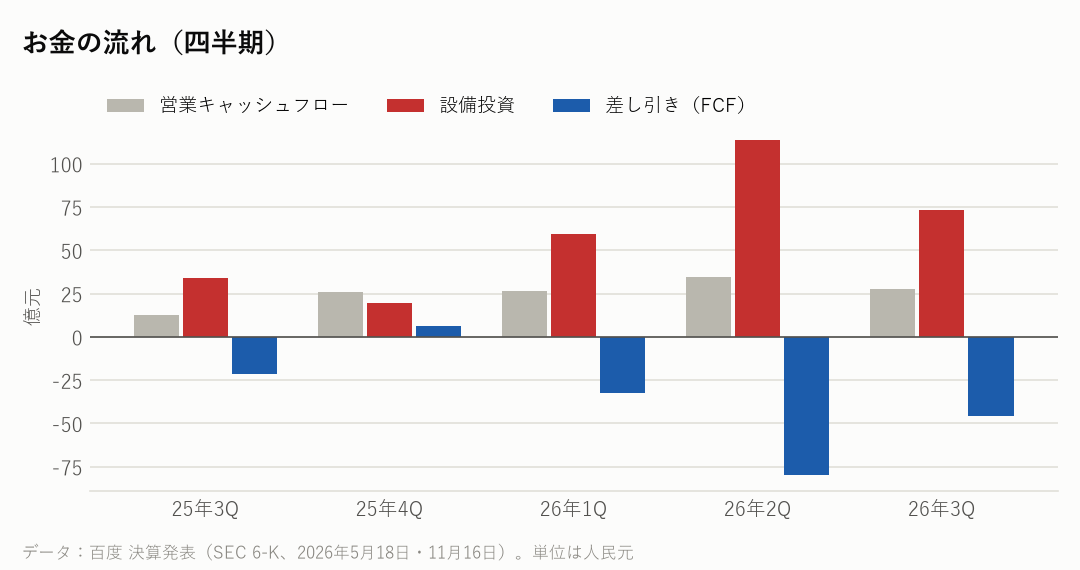 お金の流れ（四半期）
営業キャッシュフロー 設備投資 差し引き（FCF）
億元
100
75
50
25
0
-25
-50
-75
25年3Q 25年4Q 26年1Q 26年2Q 26年3Q
データ：百度 決算発表（SEC 6-K、2026年5月18日・11月16日）。単位は人民元